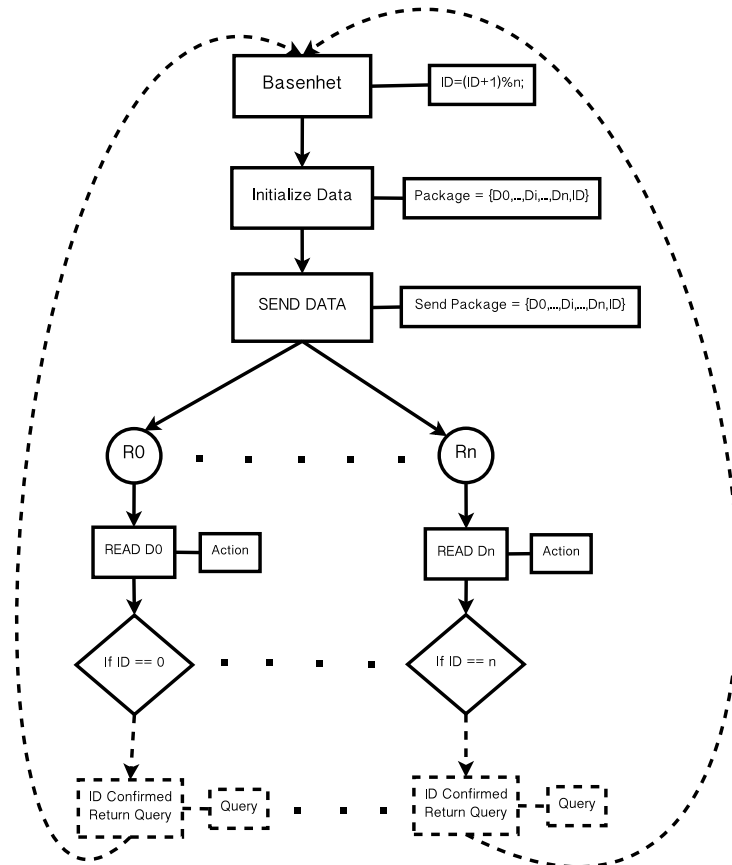 Basenhet
ID=(ID+1)%n;
Initialize Data
Package = {D0,...,Di,...,Dn,ID}
SEND DATA
Send Package = {D0,...,Di,...,Dn,ID}
R0
Rn
READ D0
Action
READ Dn
Action
If ID == 0
If ID == n
ID Confirmed
Return Query
Query
ID Confirmed
Return Query
Query